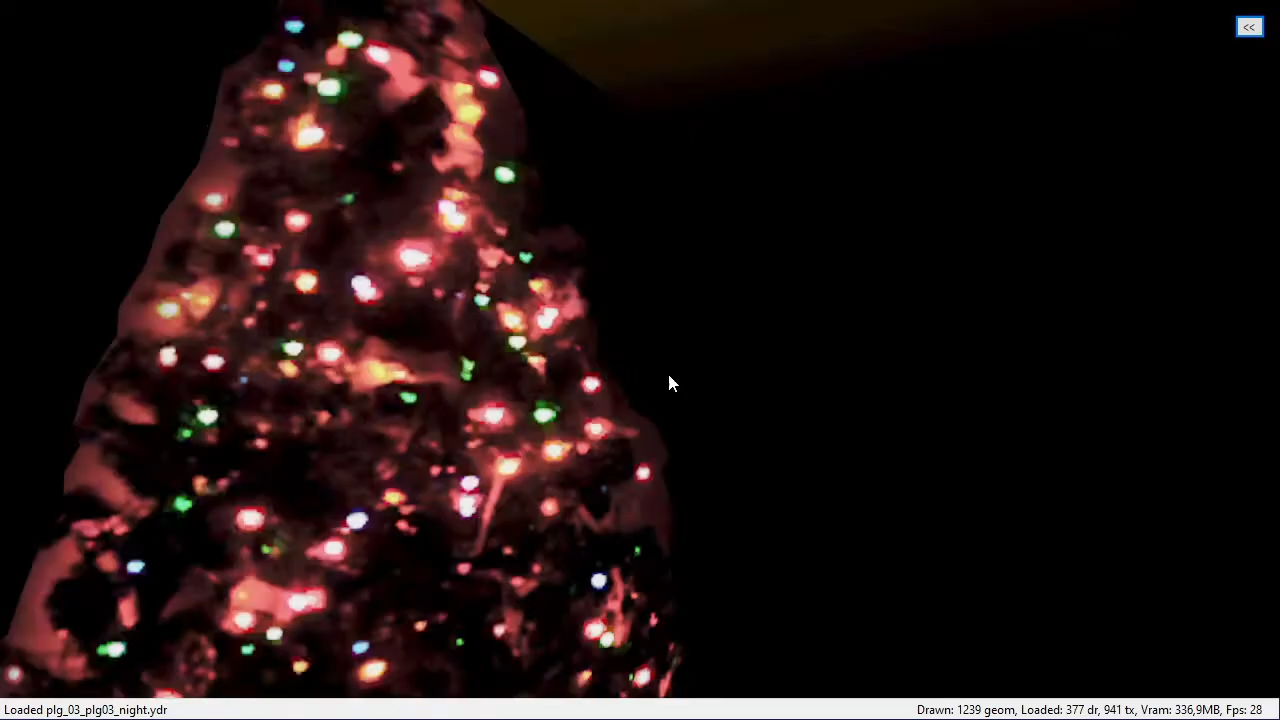 <<
Loaded plg_03_plg03_night.ydr
Drawn: 1239 geom, Loaded: 377 dr, 941 tx, Vram: 336,9MB, Fps: 28